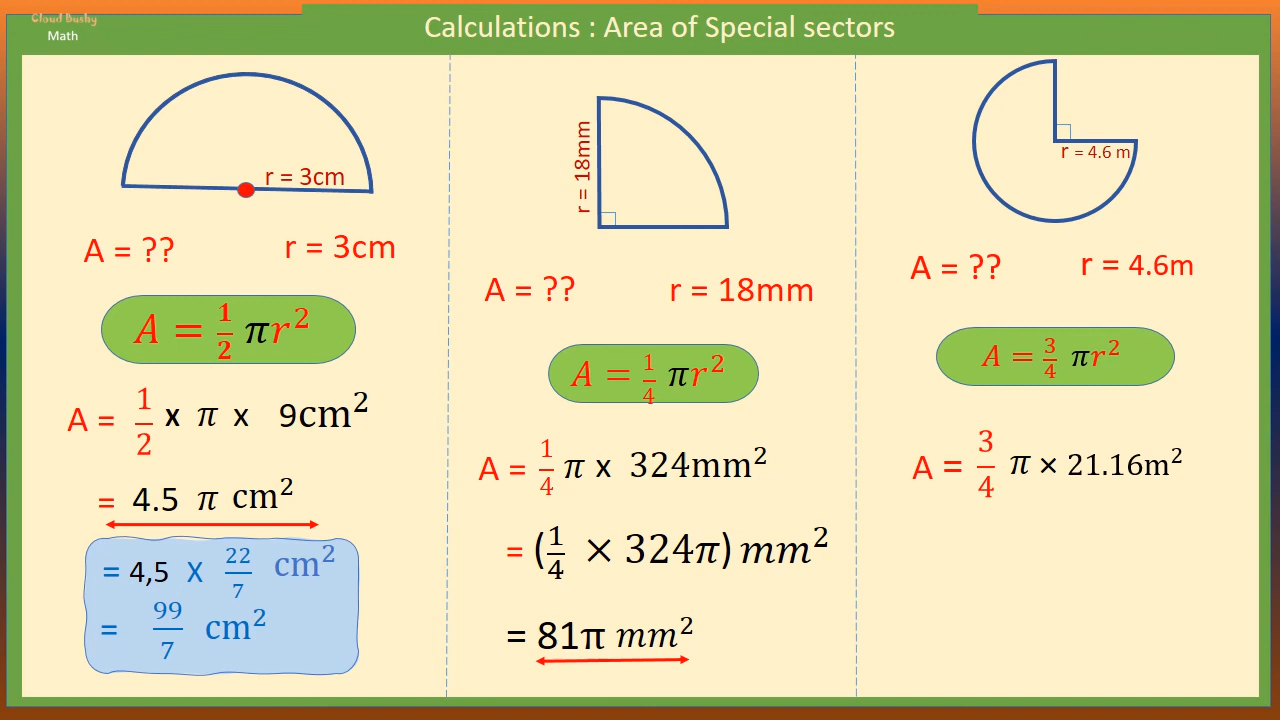 Cloud Bushy
Math
Calculations : Area of Special sectors
r = 3cm
A = ??
r = 3cm
A = 1/2 πr²
A = 1/2 x π x 9cm²
= 4.5 π cm²
= 4,5 X 22/7 cm²
= 99/7 cm²
r = 18mm
A = ??
r = 18mm
A = 1/4 πr²
A = 1/4 π x 324mm²
= (1/4 × 324π) mm²
= 81π mm²
r = 4.6 m
A = ??
r = 4.6m
A = 3/4 πr²
A = 3/4 π × 21.16m²